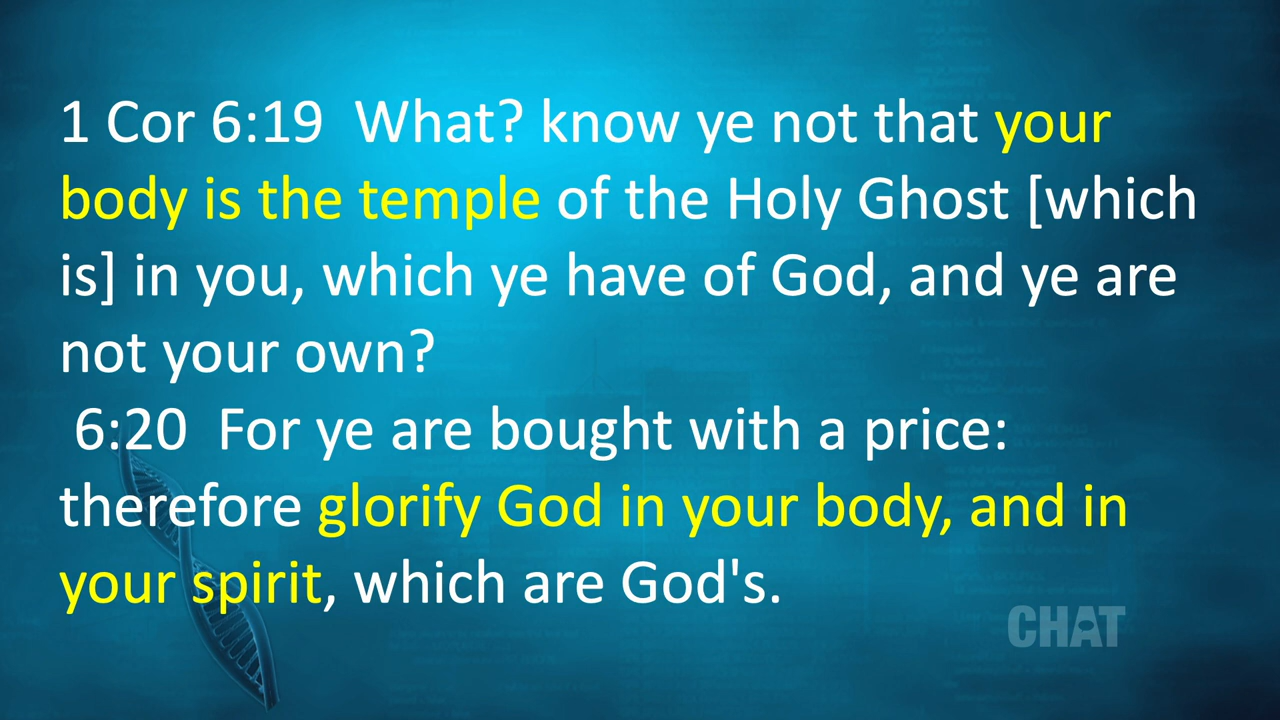 1 Cor 6:19  What? know ye not that your
body is the temple of the Holy Ghost [which
is] in you, which ye have of God, and ye are
not your own?
6:20  For ye are bought with a price:
therefore glorify God in your body, and in
your spirit, which are God's.
CHAT